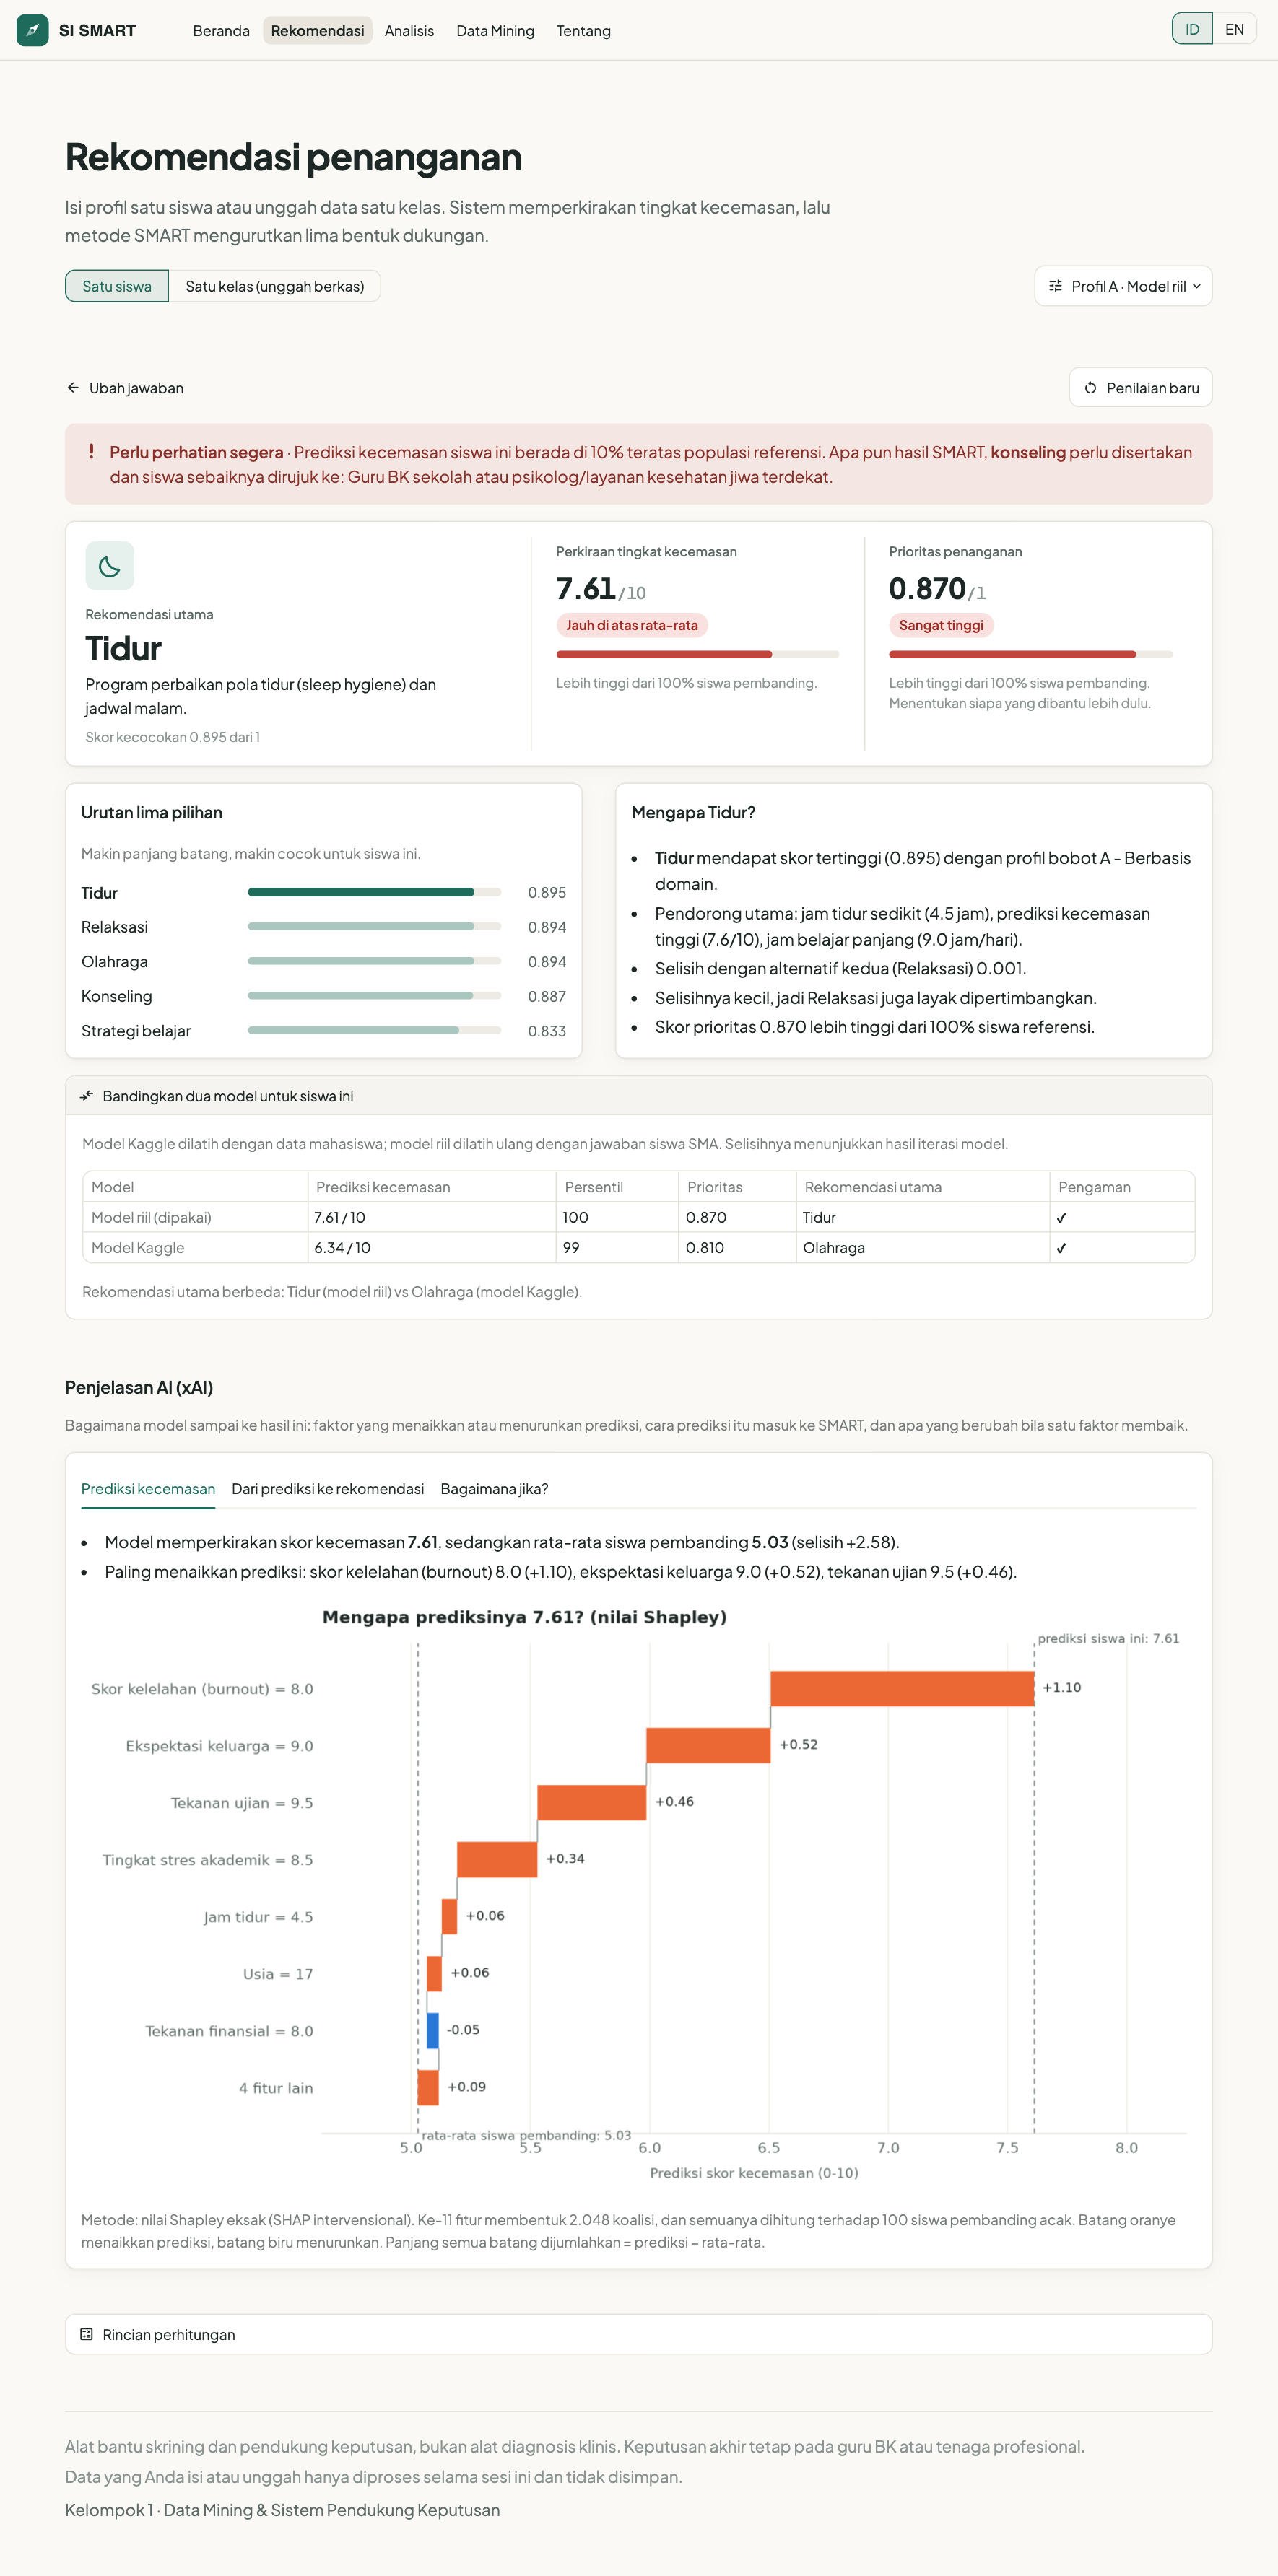 SI SMART
Beranda
Rekomendasi
Analisis
Data Mining
Tentang
ID
EN
Rekomendasi penanganan
Isi profil satu siswa atau unggah data satu kelas. Sistem memperkirakan tingkat kecemasan, lalu
metode SMART mengurutkan lima bentuk dukungan.
Satu siswa
Satu kelas (unggah berkas)
Profil A · Model riil
Ubah jawaban
Penilaian baru
Perlu perhatian segera · Prediksi kecemasan siswa ini berada di 10% teratas populasi referensi. Apa pun hasil SMART, konseling perlu disertakan
dan siswa sebaiknya dirujuk ke: Guru BK sekolah atau psikolog/layanan kesehatan jiwa terdekat.
Rekomendasi utama
Tidur
Program perbaikan pola tidur (sleep hygiene) dan
jadwal malam.
Skor kecocokan 0.895 dari 1
Perkiraan tingkat kecemasan
7.61/10
Jauh di atas rata-rata
Lebih tinggi dari 100% siswa pembanding.
Prioritas penanganan
0.870/1
Sangat tinggi
Lebih tinggi dari 100% siswa pembanding.
Menentukan siapa yang dibantu lebih dulu.
Urutan lima pilihan
Makin panjang batang, makin cocok untuk siswa ini.
Tidur 0.895
Relaksasi 0.894
Olahraga 0.894
Konseling 0.887
Strategi belajar 0.833
Mengapa Tidur?
• Tidur mendapat skor tertinggi (0.895) dengan profil bobot A - Berbasis
domain.
• Pendorong utama: jam tidur sedikit (4.5 jam), prediksi kecemasan
tinggi (7.6/10), jam belajar panjang (9.0 jam/hari).
• Selisih dengan alternatif kedua (Relaksasi) 0.001.
• Selisihnya kecil, jadi Relaksasi juga layak dipertimbangkan.
• Skor prioritas 0.870 lebih tinggi dari 100% siswa referensi.
Bandingkan dua model untuk siswa ini
Model Kaggle dilatih dengan data mahasiswa; model riil dilatih ulang dengan jawaban siswa SMA. Selisihnya menunjukkan hasil iterasi model.
Model Prediksi kecemasan Persentil Prioritas Rekomendasi utama Pengaman
Model riil (dipakai) 7.61 / 10 100 0.870 Tidur ✓
Model Kaggle 6.34 / 10 99 0.810 Olahraga ✓
Rekomendasi utama berbeda: Tidur (model riil) vs Olahraga (model Kaggle).
Penjelasan AI (xAI)
Bagaimana model sampai ke hasil ini: faktor yang menaikkan atau menurunkan prediksi, cara prediksi itu masuk ke SMART, dan apa yang berubah bila satu faktor membaik.
Prediksi kecemasan
Dari prediksi ke rekomendasi
Bagaimana jika?
• Model memperkirakan skor kecemasan 7.61, sedangkan rata-rata siswa pembanding 5.03 (selisih +2.58).
• Paling menaikkan prediksi: skor kelelahan (burnout) 8.0 (+1.10), ekspektasi keluarga 9.0 (+0.52), tekanan ujian 9.5 (+0.46).
Mengapa prediksinya 7.61? (nilai Shapley)
prediksi siswa ini: 7.61
Skor kelelahan (burnout) = 8.0 +1.10
Ekspektasi keluarga = 9.0 +0.52
Tekanan ujian = 9.5 +0.46
Tingkat stres akademik = 8.5 +0.34
Jam tidur = 4.5 +0.06
Usia = 17 +0.06
Tekanan finansial = 8.0 -0.05
4 fitur lain +0.09
rata-rata siswa pembanding: 5.03
5.0 5.5 6.0 6.5 7.0 7.5 8.0
Prediksi skor kecemasan (0-10)
Metode: nilai Shapley eksak (SHAP intervensional). Ke-11 fitur membentuk 2.048 koalisi, dan semuanya dihitung terhadap 100 siswa pembanding acak. Batang oranye
menaikkan prediksi, batang biru menurunkan. Panjang semua batang dijumlahkan = prediksi − rata-rata.
Rincian perhitungan
Alat bantu skrining dan pendukung keputusan, bukan alat diagnosis klinis. Keputusan akhir tetap pada guru BK atau tenaga profesional.
Data yang Anda isi atau unggah hanya diproses selama sesi ini dan tidak disimpan.
Kelompok 1 · Data Mining & Sistem Pendukung Keputusan